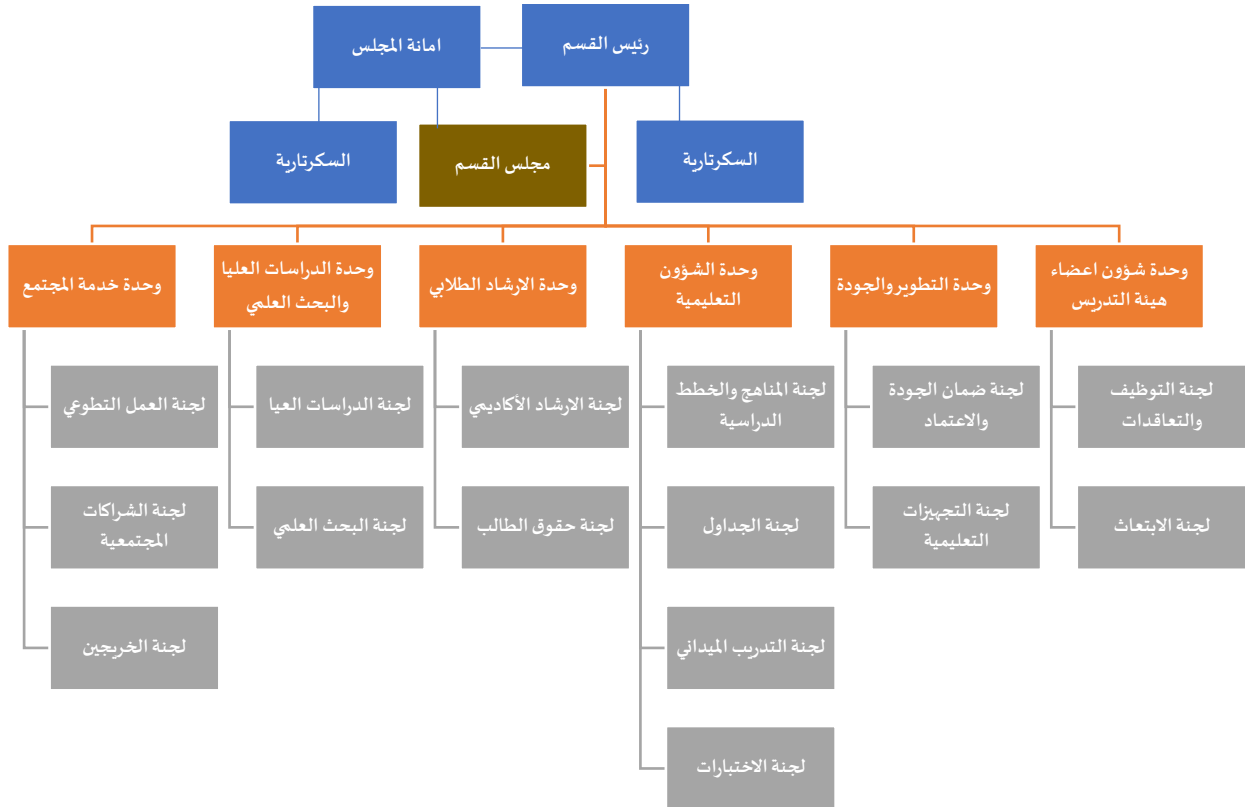 رئيس القسم
امانة المجلس
السكرتارية
مجلس القسم
السكرتارية
وحدة شؤون اعضاء
هيئة التدريس
وحدة التطوير والجودة
وحدة الشؤون
التعليمية
وحدة الارشاد الطلابي
وحدة الدراسات العليا
والبحث العلمي
وحدة خدمة المجتمع
لجنة التوظيف
والتعاقدات
لجنة ضمان الجودة
والاعتماد
لجنة المناهج والخطط
الدراسية
لجنة الارشاد الأكاديمي
لجنة الدراسات العيا
لجنة العمل التطوعي
لجنة الابتعاث
لجنة التجهيزات
التعليمية
لجنة الجداول
لجنة حقوق الطالب
لجنة البحث العلمي
لجنة الشراكات
المجتمعية
لجنة التدريب الميداني
لجنة الخريجين
لجنة الاختبارات